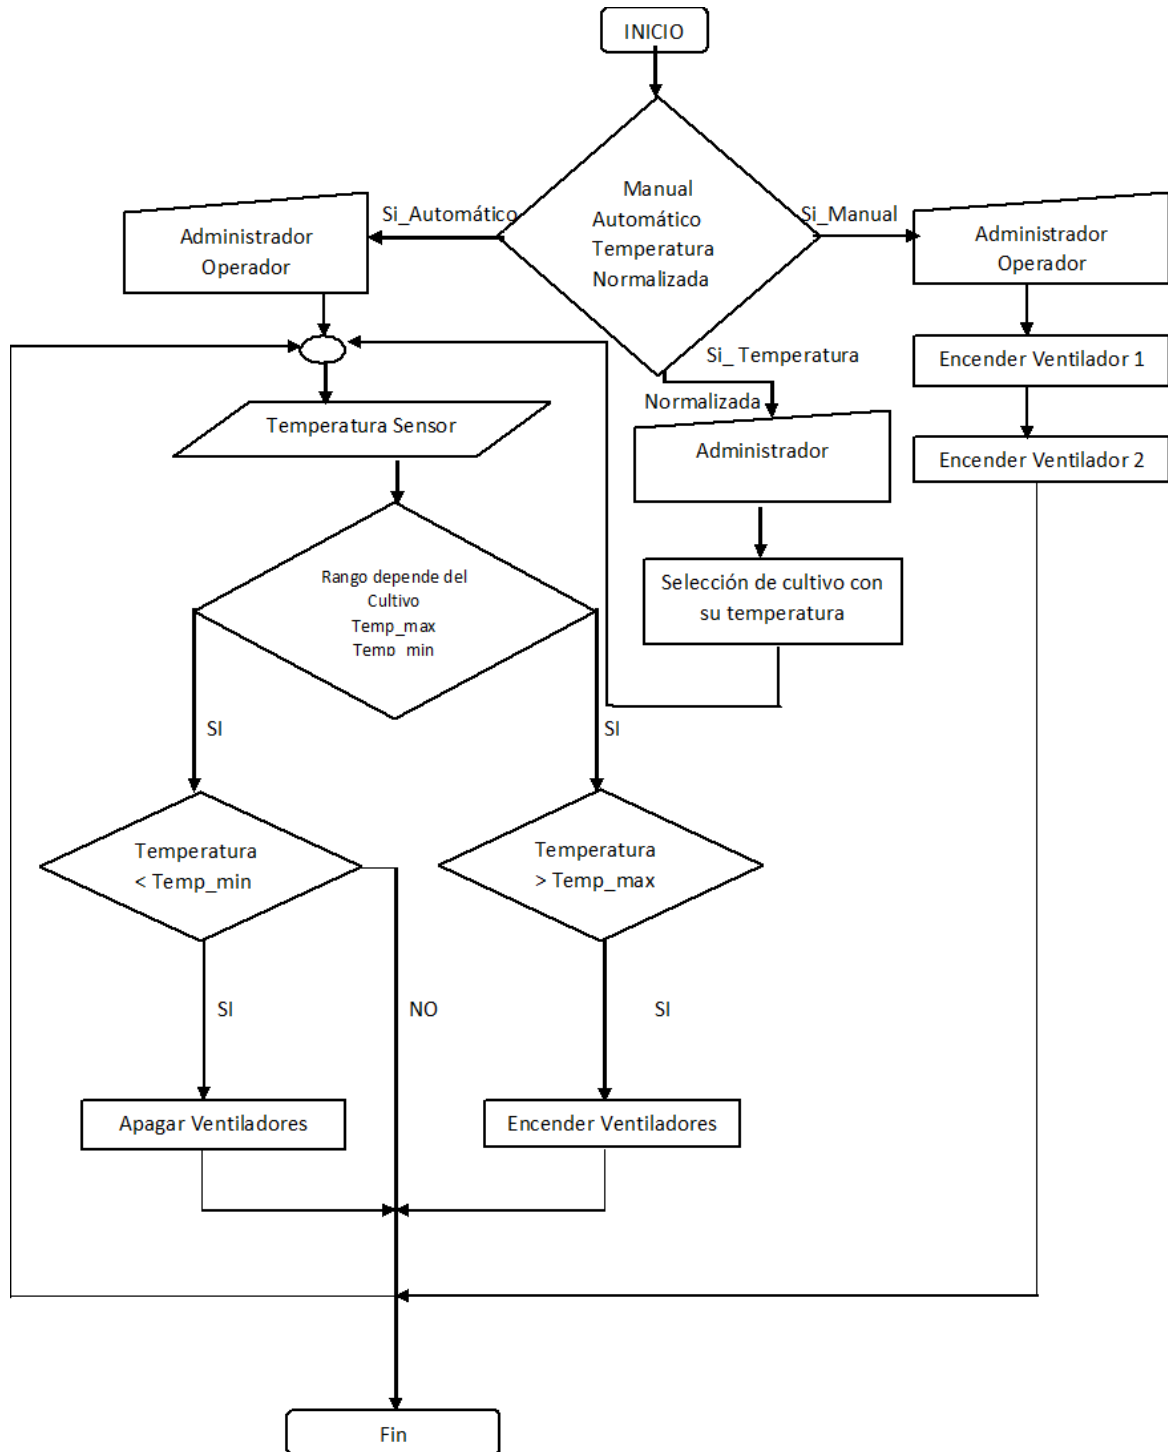 INICIO
Manual
Automático
Temperatura
Normalizada
Si_Automático
Si_Manual
Administrador
Operador
Administrador
Operador
Si_ Temperatura
Normalizada
Encender Ventilador 1
Temperatura Sensor
Administrador
Encender Ventilador 2
Rango depende del
Cultivo
Temp_max
Temp_min
Selección de cultivo con
su temperatura
SI
SI
Temperatura
< Temp_min
Temperatura
> Temp_max
SI
NO
SI
Apagar Ventiladores
Encender Ventiladores
Fin